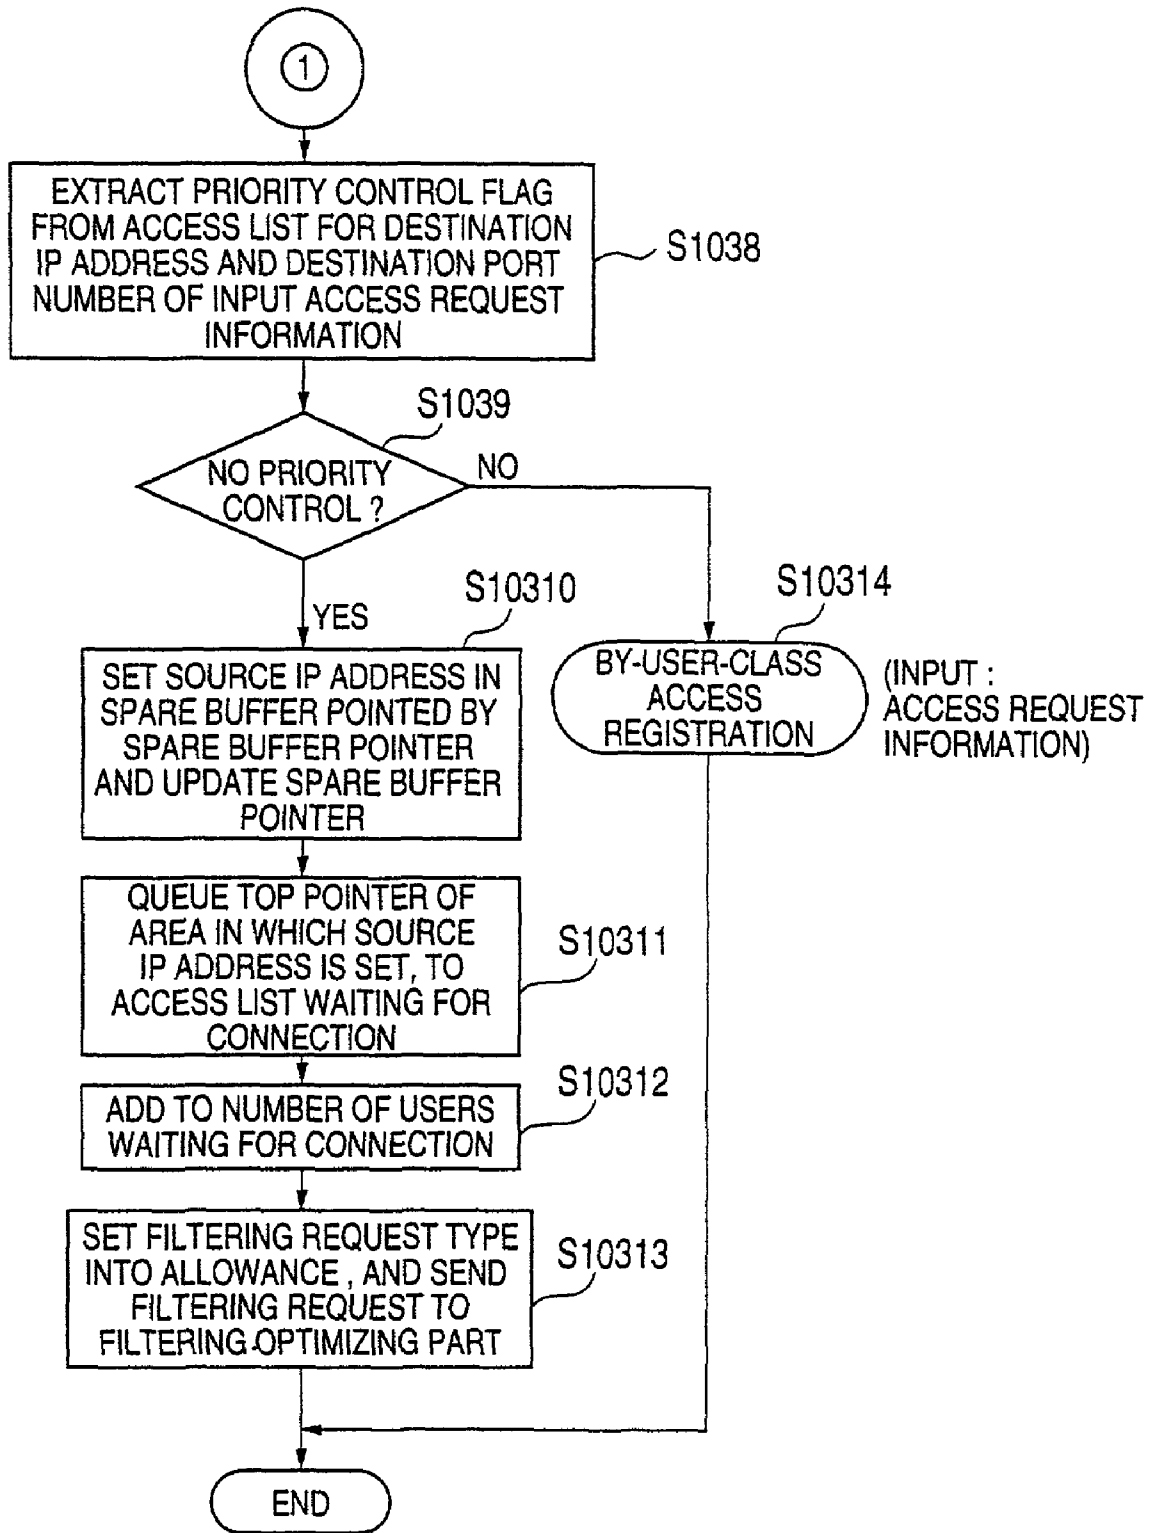 1
EXTRACT PRIORITY CONTROL FLAG
FROM ACCESS LIST FOR DESTINATION
IP ADDRESS AND DESTINATION PORT
NUMBER OF INPUT ACCESS REQUEST
INFORMATION
S1038
S1039
NO PRIORITY
CONTROL ?
NO
YES
S10310
SET SOURCE IP ADDRESS IN
SPARE BUFFER POINTED BY
SPARE BUFFER POINTER
AND UPDATE SPARE BUFFER
POINTER
S10314
BY-USER-CLASS
ACCESS
REGISTRATION
(INPUT :
ACCESS REQUEST
INFORMATION)
QUEUE TOP POINTER OF
AREA IN WHICH SOURCE
IP ADDRESS IS SET, TO
ACCESS LIST WAITING FOR
CONNECTION
S10311
ADD TO NUMBER OF USERS
WAITING FOR CONNECTION
S10312
SET FILTERING REQUEST TYPE
INTO ALLOWANCE , AND SEND
FILTERING REQUEST TO
FILTERING-OPTIMIZING PART
S10313
END